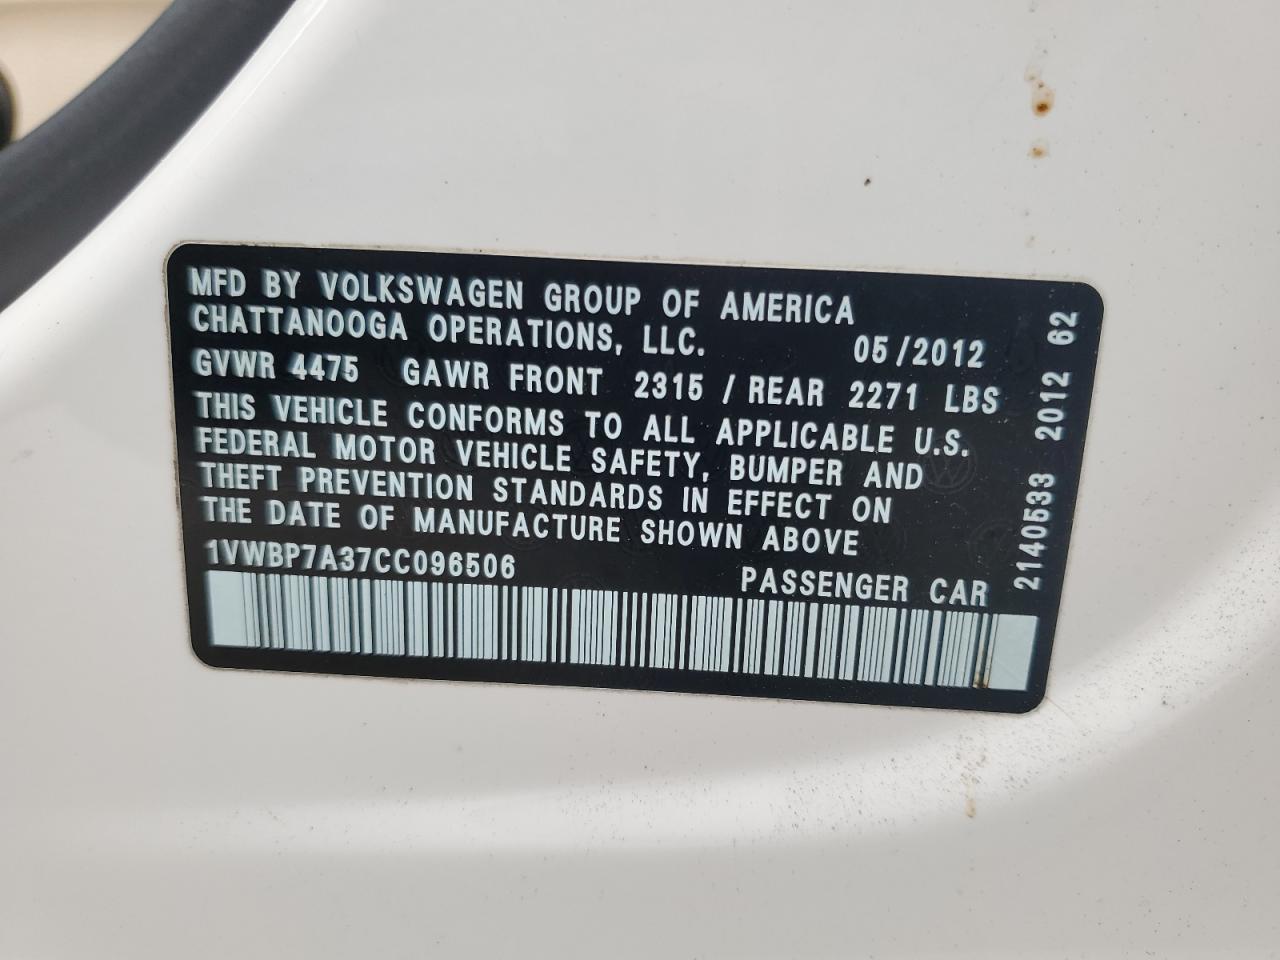 MFD BY VOLKSWAGEN GROUP OF AMERICA
CHATTANOOGA OPERATIONS, LLC. 05/2012
GVWR 4475 GAWR FRONT 2315 / REAR 2271 LBS
THIS VEHICLE CONFORMS TO ALL APPLICABLE U.S.
FEDERAL MOTOR VEHICLE SAFETY, BUMPER AND
THEFT PREVENTION STANDARDS IN EFFECT ON
THE DATE OF MANUFACTURE SHOWN ABOVE
1VWBP7A37CC096506 PASSENGER CAR
2140533 2012 62